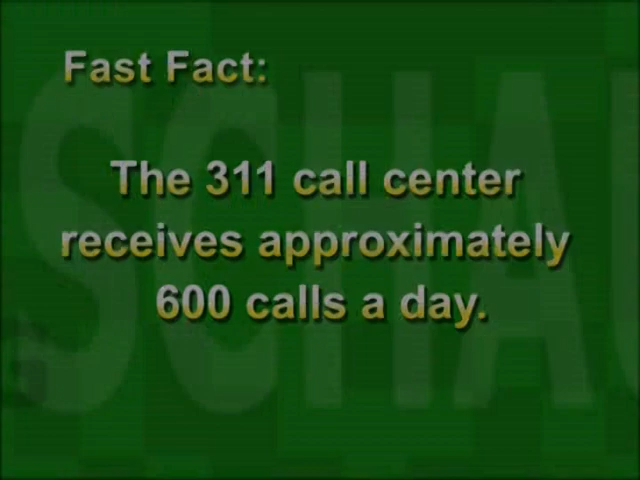 Fast Fact:
The 311 call center
receives approximately
600 calls a day.